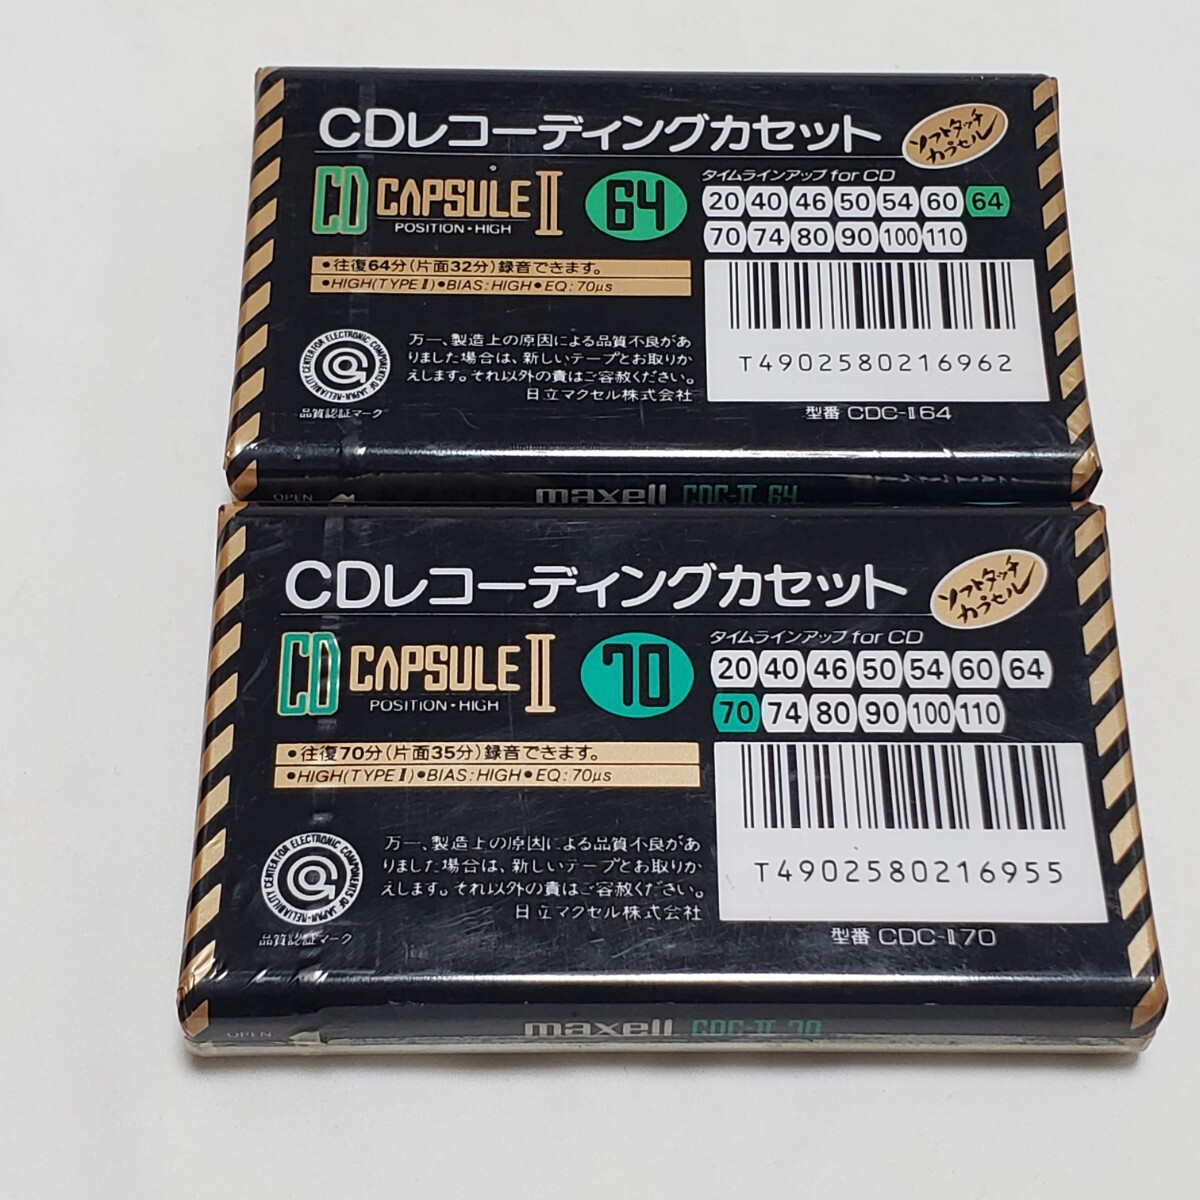 CDレコーディングカセット
ソフトタッチ
カプセル
CD CAPSULE II
POSITION・HIGH
64
タイムラインアップ for CD
20 40 46 50 54 60 64
70 74 80 90 100 110
●往復64分(片面32分)録音できます。
●HIGH(TYPE II)●BIAS:HIGH●EQ:70μs
RELIABILITY CENTER FOR ELECTRONIC COMPONENTS OF JAPAN
品質認証マーク
万一、製造上の原因による品質不良があ
りました場合は、新しいテープとお取りか
えします。それ以外の責はご容赦ください。
日立マクセル株式会社
T4902580216962
型番 CDC-II64
OPEN
maxell CDC-II 64
CDレコーディングカセット
ソフトタッチ
カプセル
CD CAPSULE II
POSITION・HIGH
70
タイムラインアップ for CD
20 40 46 50 54 60 64
70 74 80 90 100 110
●往復70分(片面35分)録音できます。
●HIGH(TYPE II)●BIAS:HIGH●EQ:70μs
RELIABILITY CENTER FOR ELECTRONIC COMPONENTS OF JAPAN
品質認証マーク
万一、製造上の原因による品質不良があ
りました場合は、新しいテープとお取りか
えします。それ以外の責はご容赦ください。
日立マクセル株式会社
T4902580216955
型番 CDC-II70
OPEN
maxell CDC-II 70